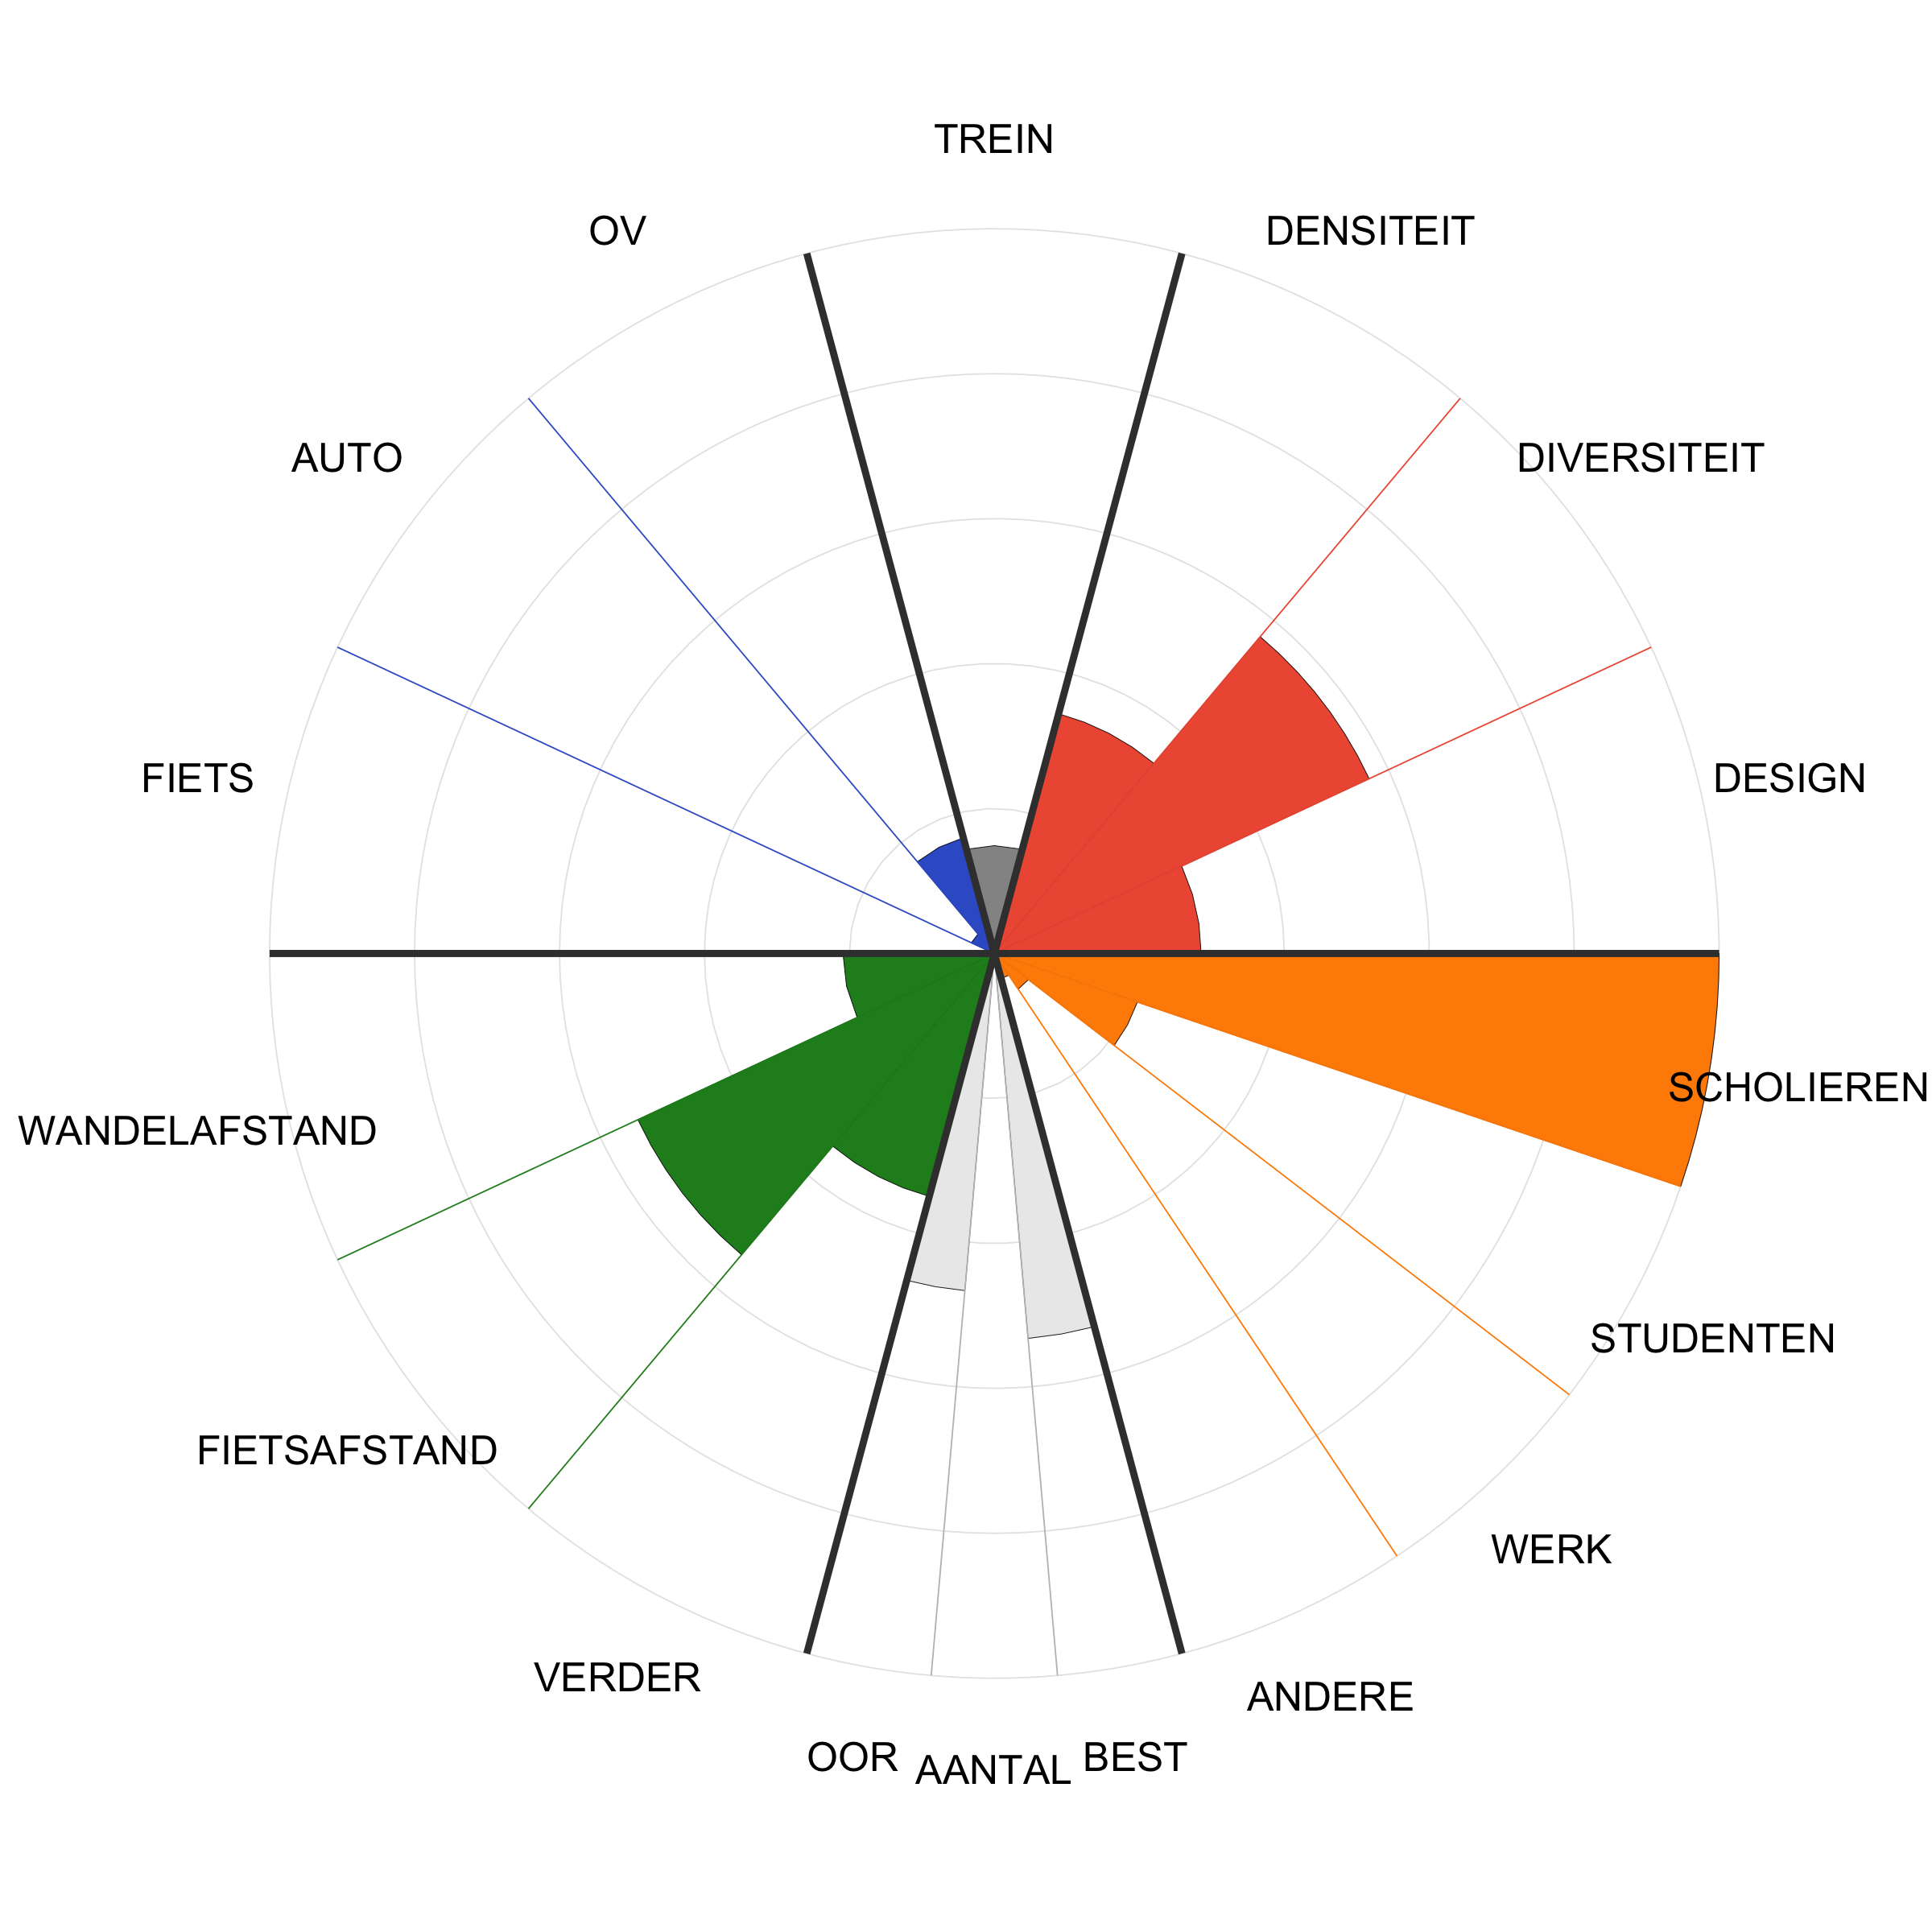 TREIN
OV
DENSITEIT
AUTO
DIVERSITEIT
FIETS
DESIGN
SCHOLIEREN
WANDELAFSTAND
STUDENTEN
FIETSAFSTAND
WERK
VERDER
ANDERE
OOR
AANTAL
BEST